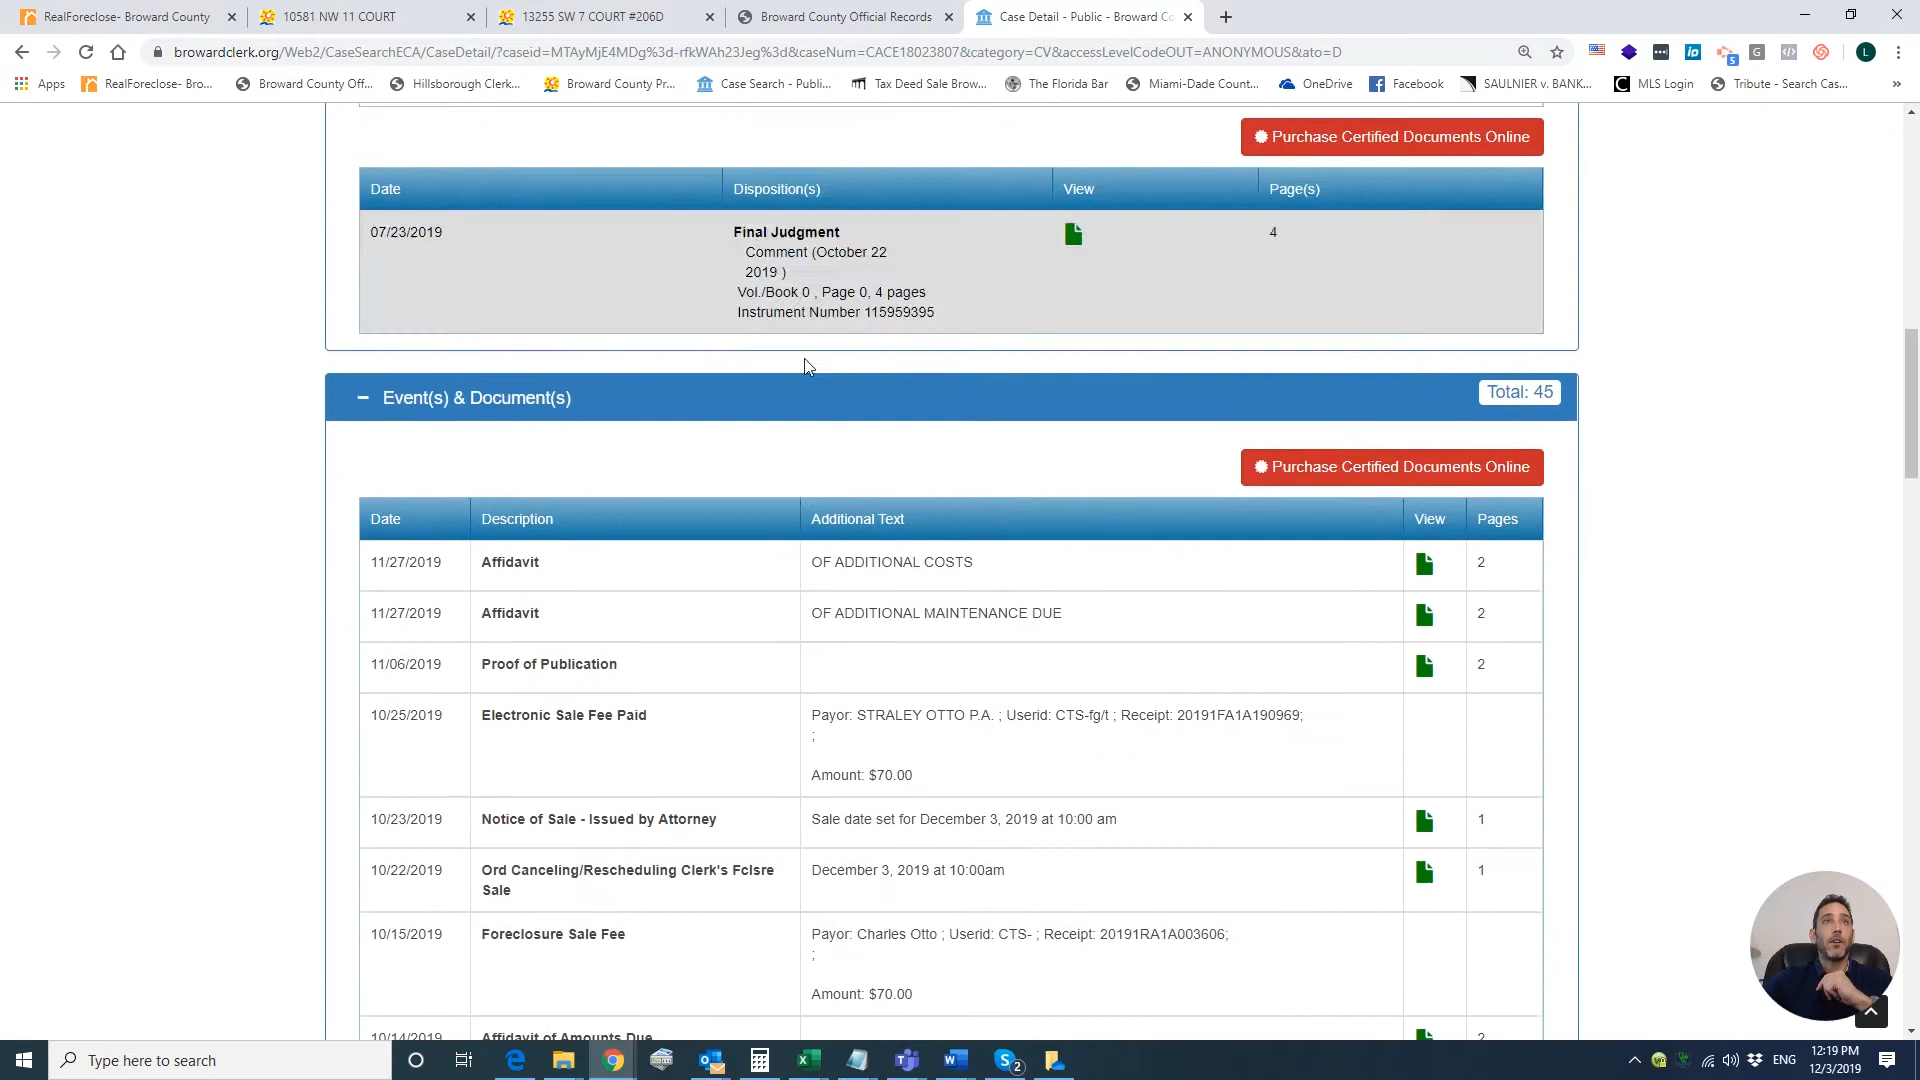 RealForeclose- Broward County
10581 NW 11 COURT
13255 SW 7 COURT #206D
Broward County Official Records
Case Detail - Public - Broward Co
browardclerk.org/Web2/CaseSearchECA/CaseDetail/?caseid=MTAyMjE4MDg%3d-rfkWAh23Jeg%3d&caseNum=CACE18023807&category=CV&accessLevelCodeOUT=ANONYMOUS&ato=D
Apps
RealForeclose- Bro...
Broward County Off...
Hillsborough Clerk...
Broward County Pr...
Case Search - Publi...
Tax Deed Sale Brow...
The Florida Bar
Miami-Dade Count...
OneDrive
Facebook
SAULNIER v. BANK...
MLS Login
Tribute - Search Cas...
Purchase Certified Documents Online
Date Disposition(s) View Page(s)
07/23/2019 Final Judgment 4
Comment (October 22
2019 )
Vol./Book 0 , Page 0, 4 pages
Instrument Number 115959395
− Event(s) & Document(s) Total: 45
Purchase Certified Documents Online
Date Description Additional Text View Pages
11/27/2019 Affidavit OF ADDITIONAL COSTS 2
11/27/2019 Affidavit OF ADDITIONAL MAINTENANCE DUE 2
11/06/2019 Proof of Publication 2
10/25/2019 Electronic Sale Fee Paid Payor: STRALEY OTTO P.A. ; Userid: CTS-fg/t ; Receipt: 20191FA1A190969;
;
Amount: $70.00
10/23/2019 Notice of Sale - Issued by Attorney Sale date set for December 3, 2019 at 10:00 am 1
10/22/2019 Ord Canceling/Rescheduling Clerk's Fclsre December 3, 2019 at 10:00am 1
Sale
10/15/2019 Foreclosure Sale Fee Payor: Charles Otto ; Userid: CTS- ; Receipt: 20191RA1A003606;
;
Amount: $70.00
10/14/2019 Affidavit of Amounts Due 2
Type here to search
ENG
12:19 PM
12/3/2019